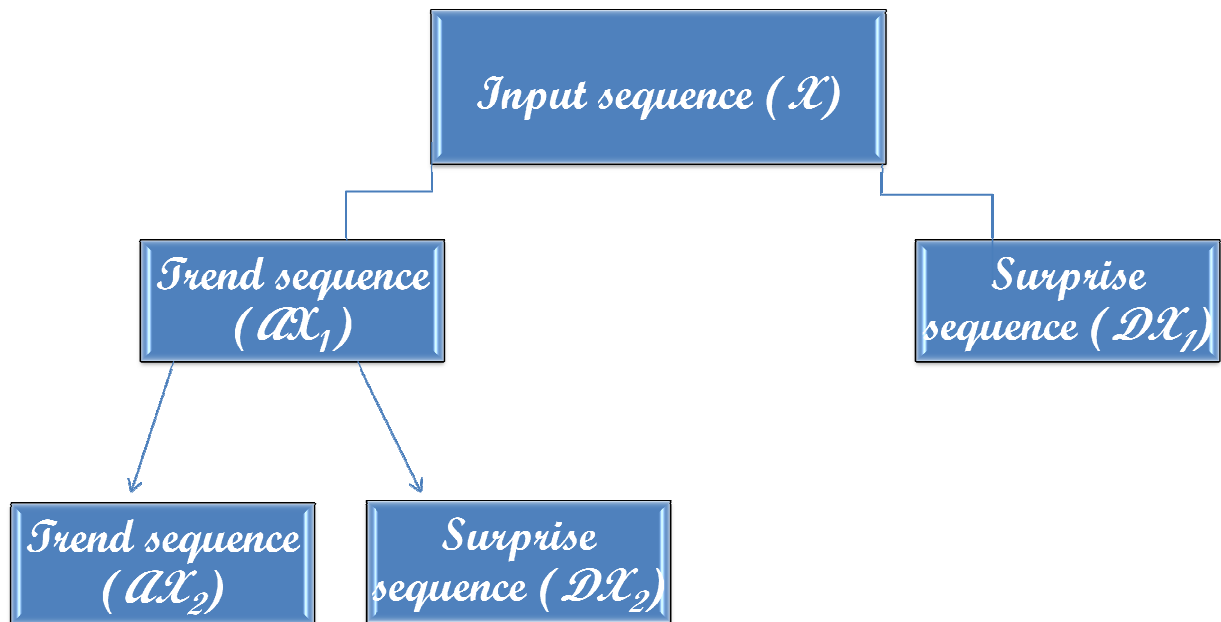 Input sequence (X)
Trend sequence
(AX₁)
Surprise
sequence (DX₁)
Trend sequence
(AX₂)
Surprise
sequence (DX₂)